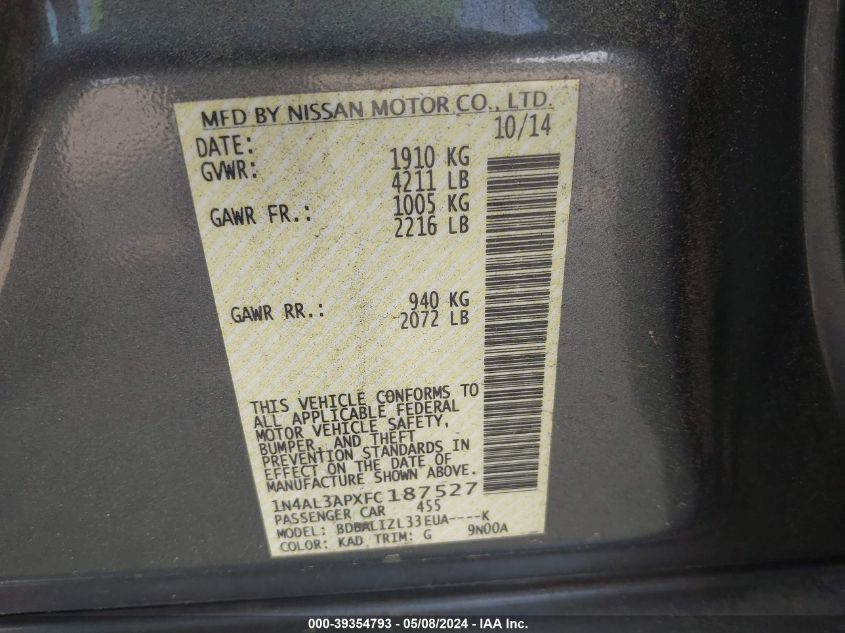 MFD BY NISSAN MOTOR CO., LTD.
DATE: 10/14
GVWR: 1910 KG
4211 LB
GAWR FR.: 1005 KG
2216 LB
GAWR RR.: 940 KG
2072 LB
THIS VEHICLE CONFORMS TO
ALL APPLICABLE FEDERAL
MOTOR VEHICLE SAFETY,
BUMPER, AND THEFT
PREVENTION STANDARDS IN
EFFECT ON THE DATE OF
MANUFACTURE SHOWN ABOVE.
1N4AL3APXFC187527
PASSENGER CAR 455
MODEL: BDBALIZL33EUA----K
COLOR: KAD TRIM: G 9N00A
000-39354793 - 05/08/2024 - IAA Inc.